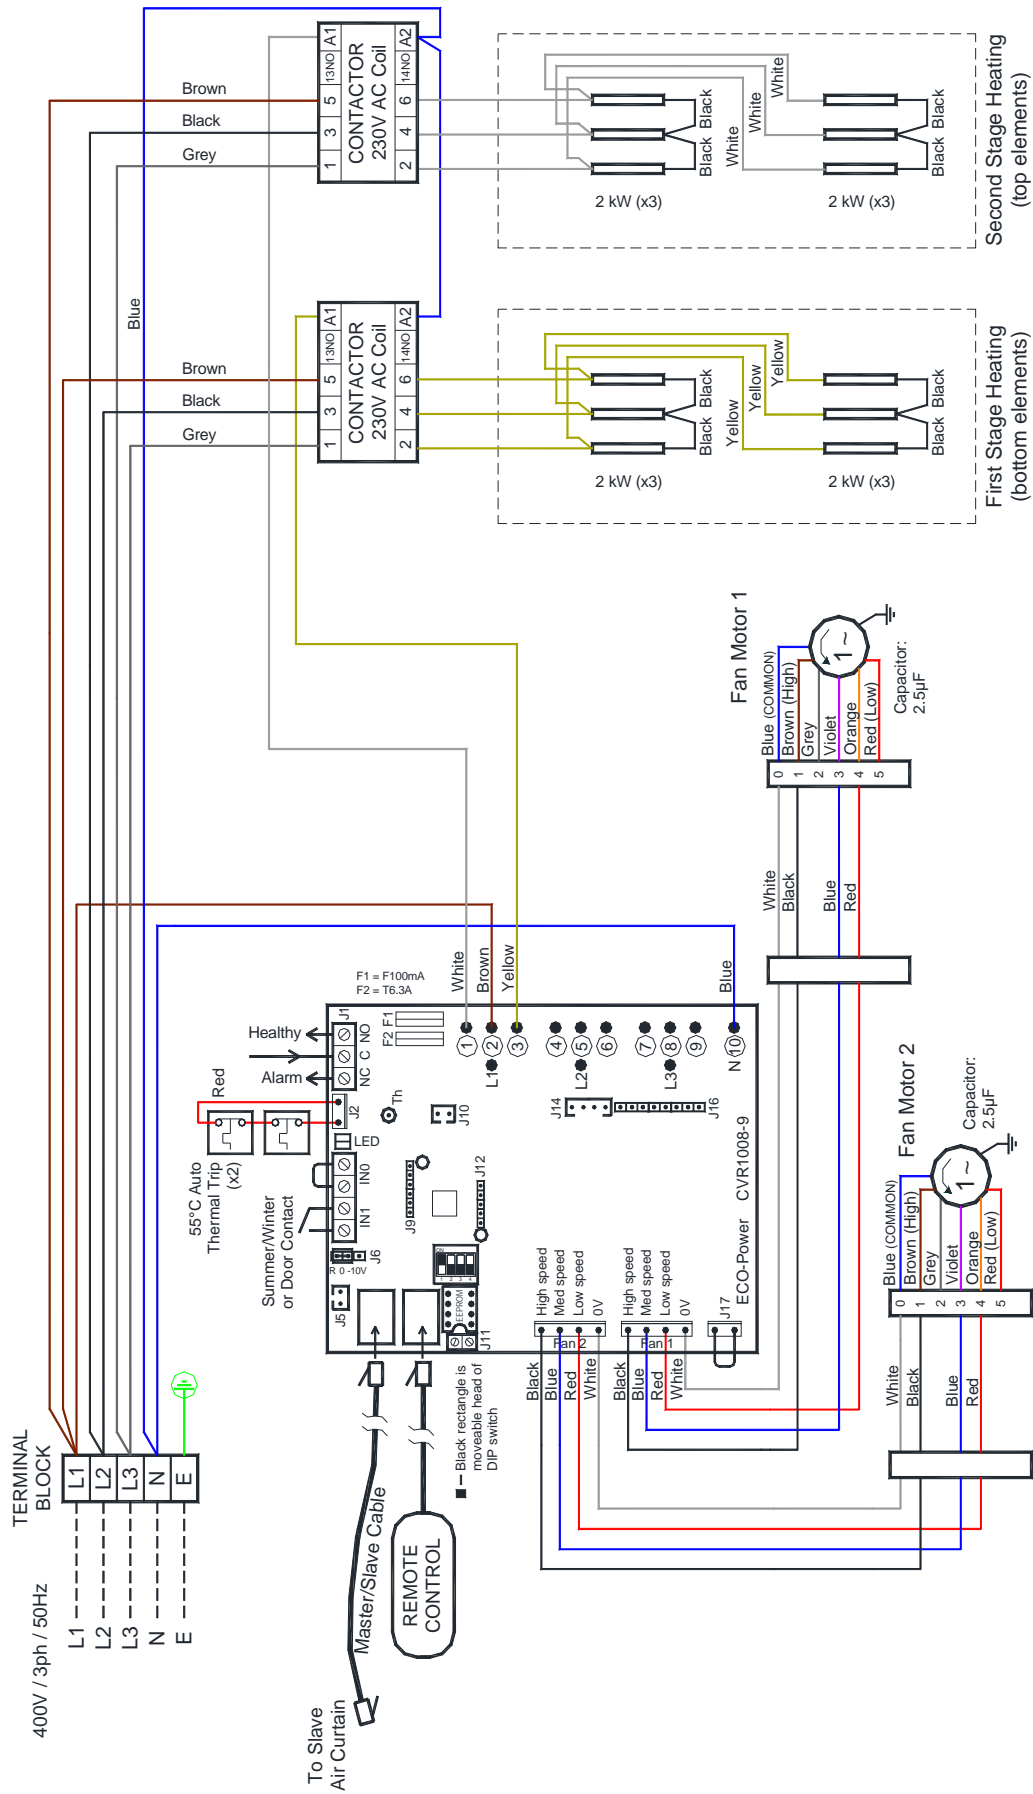 400V / 3ph / 50Hz
TERMINAL
BLOCK
L1
L2
L3
N
E
L1
L2
L3
N
E
Brown
Black
Grey
Blue
Brown
Black
Grey
CONTACTOR
230V AC Coil
1
3
5
13NO
A1
2
4
6
14NO
A2
CONTACTOR
230V AC Coil
1
3
5
13NO
A1
2
4
6
14NO
A2
White
White
White
Black
Black
Black
Black
2 kW (x3)
2 kW (x3)
Second Stage Heating
(top elements)
Yellow
Yellow
Yellow
Black
Black
Black
Black
2 kW (x3)
2 kW (x3)
First Stage Heating
(bottom elements)
To Slave
Air Curtain
Master/Slave Cable
REMOTE
CONTROL
Black rectangle is
moveable head of
DIP switch
Summer/Winter
or Door Contact
55°C Auto
Thermal Trip
(x2)
Red
Alarm
Healthy
F1 = F100mA
F2 = T6.3A
White
Brown
Yellow
Blue
J5
R 0 -10V
J6
IN1
IN0
LED
J2
NC C NO
J1
F2 F1
Th
J10
J9
J12
ON
1 2 3 4
EEPROM
J11
J14
J16
1
2
3
4
5
6
7
8
9
N 10
L1
L2
L3
ECO-Power CVR1008-9
High speed
Med speed
Low speed
0V
Fan 2
High speed
Med speed
Low speed
0V
Fan 1
J17
Black
Blue
Red
White
Black
Blue
Red
White
White
Black
Blue
Red
0
1
2
3
4
5
Blue (COMMON)
Brown (High)
Grey
Violet
Orange
Red (Low)
1 ~
Fan Motor 1
Capacitor:
2.5µF
White
Black
Blue
Red
0
1
2
3
4
5
Blue (COMMON)
Brown (High)
Grey
Violet
Orange
Red (Low)
1 ~
Fan Motor 2
Capacitor:
2.5µF